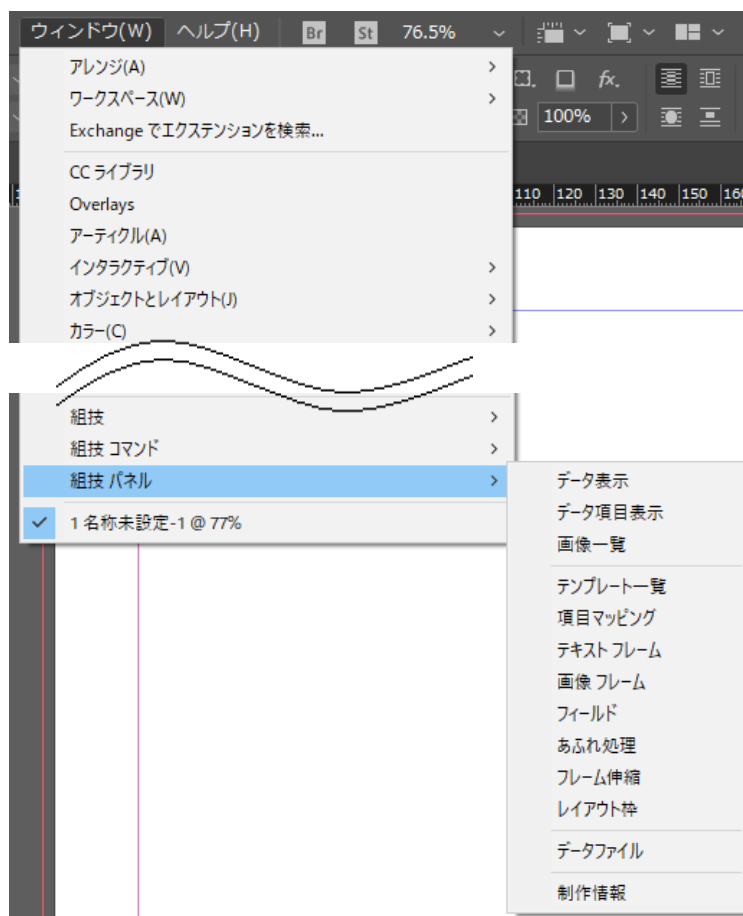 ウィンドウ(W) ヘルプ(H) Br St 76.5%
アレンジ(A)
ワークスペース(W)
Exchange でエクステンションを検索...
fx.
100%
CC ライブラリ
Overlays
アーティクル(A)
インタラクティブ(V)
オブジェクトとレイアウト(J)
カラー(C)
110 120 130 140 150 160
組技
組技 コマンド
組技 パネル
1 名称未設定-1 @ 77%
データ表示
データ項目表示
画像一覧
テンプレート一覧
項目マッピング
テキスト フレーム
画像 フレーム
フィールド
あふれ処理
フレーム伸縮
レイアウト枠
データファイル
制作情報